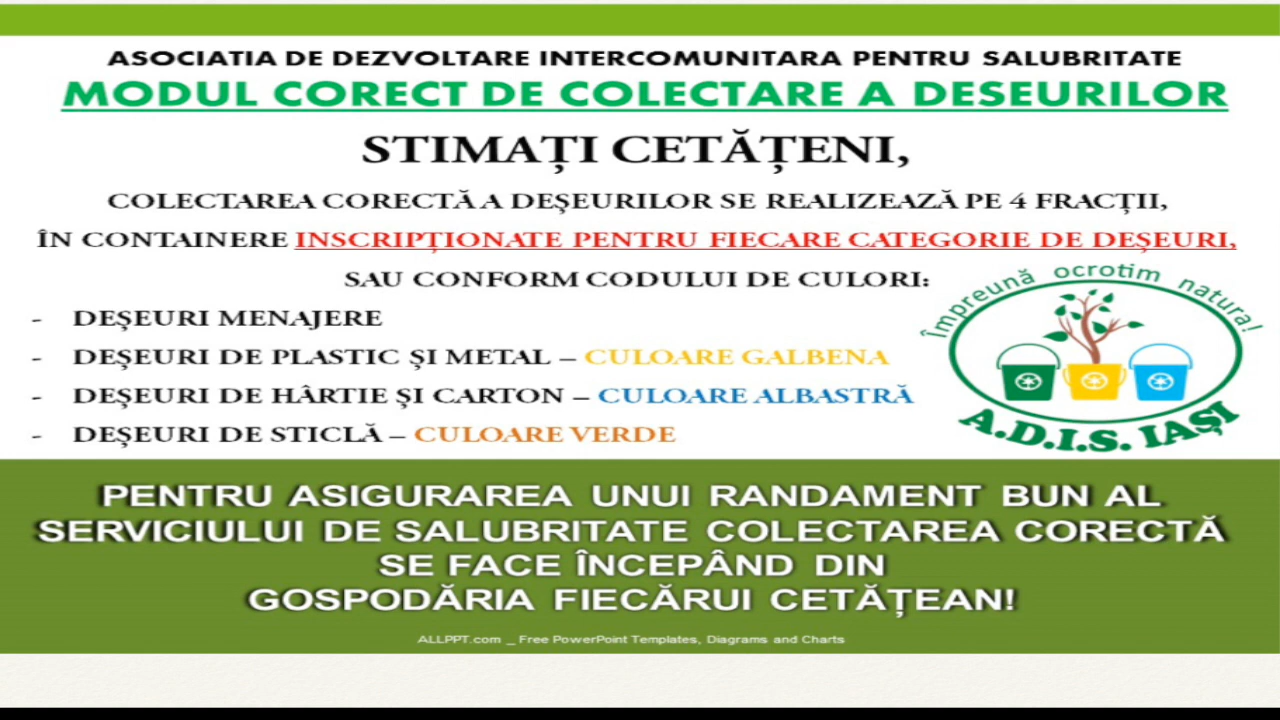 ASOCIATIA DE DEZVOLTARE INTERCOMUNITARA PENTRU SALUBRITATE
MODUL CORECT DE COLECTARE A DESEURILOR
STIMAȚI CETĂȚENI,
COLECTAREA CORECTĂ A DEȘEURILOR SE REALIZEAZĂ PE 4 FRACȚII,
ÎN CONTAINERE INSCRIPȚIONATE PENTRU FIECARE CATEGORIE DE DEȘEURI,
SAU CONFORM CODULUI DE CULORI:
- DEȘEURI MENAJERE
- DEȘEURI DE PLASTIC ȘI METAL – CULOARE GALBENA
- DEȘEURI DE HÂRTIE ȘI CARTON – CULOARE ALBASTRĂ
- DEȘEURI DE STICLĂ – CULOARE VERDE
Împreună ocrotim natura!
A.D.I.S. IAȘI
PENTRU ASIGURAREA UNUI RANDAMENT BUN AL
SERVICIULUI DE SALUBRITATE COLECTAREA CORECTĂ
SE FACE ÎNCEPÂND DIN
GOSPODĂRIA FIECĂRUI CETĂȚEAN!
ALLPPT.com _ Free PowerPoint Templates, Diagrams and Charts